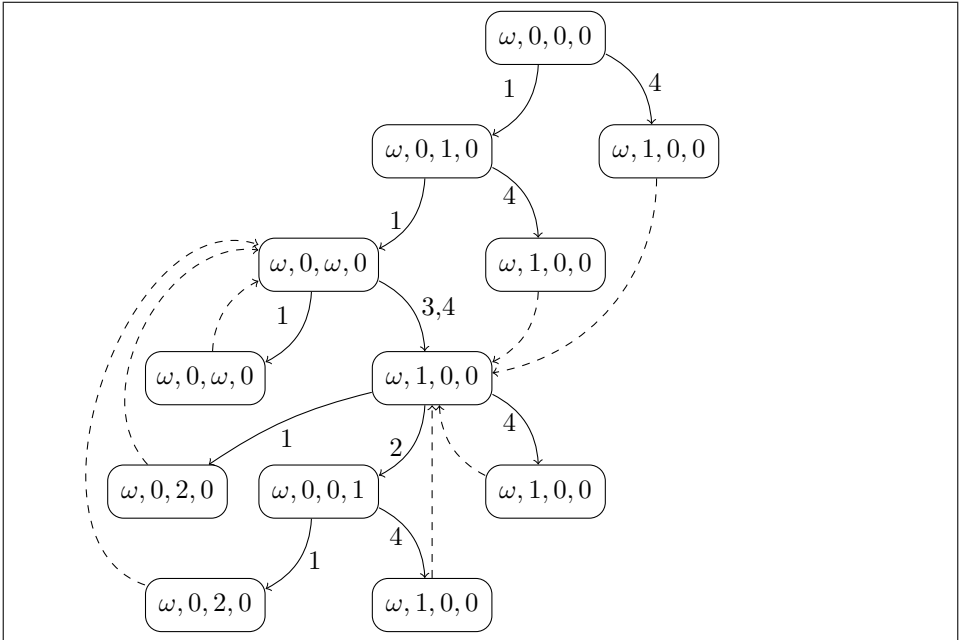 ω, 0, 0, 0
1
4
ω, 0, 1, 0
ω, 1, 0, 0
1
4
ω, 0, ω, 0
ω, 1, 0, 0
1
3,4
ω, 0, ω, 0
ω, 1, 0, 0
1
2
4
ω, 0, 2, 0
ω, 0, 0, 1
ω, 1, 0, 0
1
4
ω, 0, 2, 0
ω, 1, 0, 0